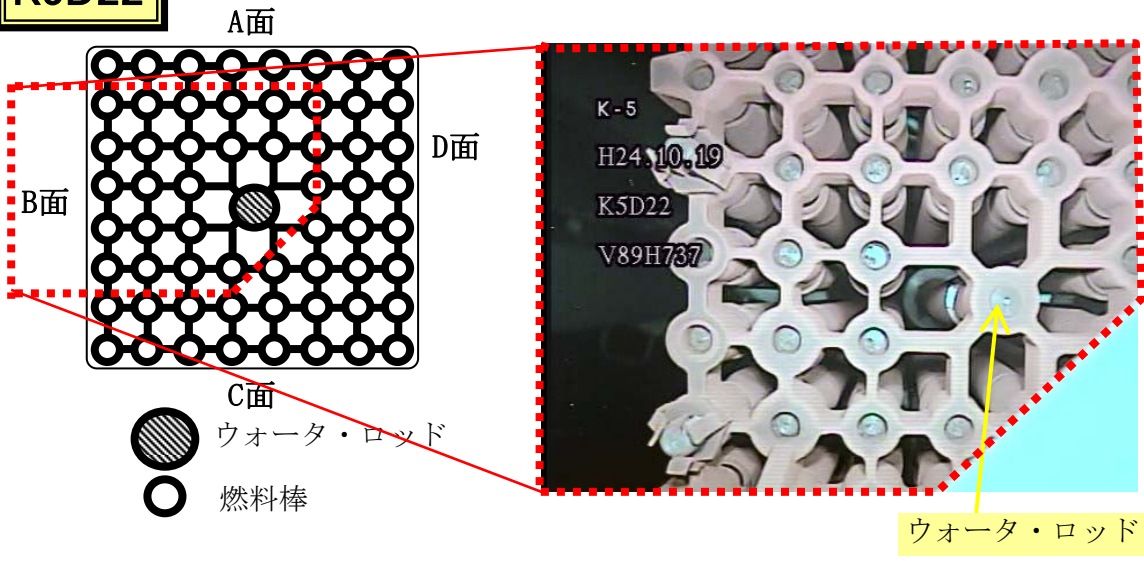 K5D22
A面
B面
D面
C面
ウォータ・ロッド
燃料棒
K-5
H24.10.19
K5D22
V89H737
ウォータ・ロッド